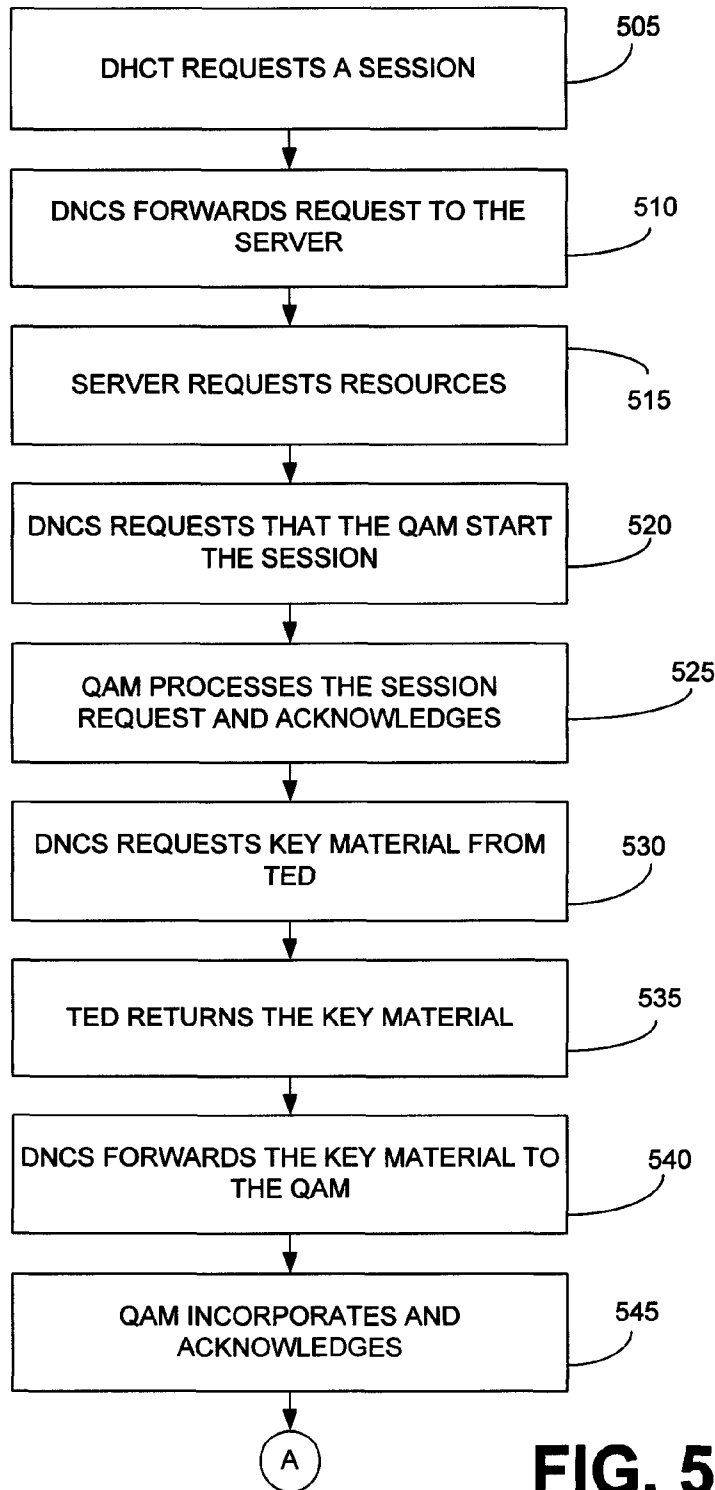 DHCT REQUESTS A SESSION
505
DNCS FORWARDS REQUEST TO THE
SERVER
510
SERVER REQUESTS RESOURCES
515
DNCS REQUESTS THAT THE QAM START
THE SESSION
520
QAM PROCESSES THE SESSION
REQUEST AND ACKNOWLEDGES
525
DNCS REQUESTS KEY MATERIAL FROM
TED
530
TED RETURNS THE KEY MATERIAL
535
DNCS FORWARDS THE KEY MATERIAL TO
THE QAM
540
QAM INCORPORATES AND
ACKNOWLEDGES
545
A
FIG. 5